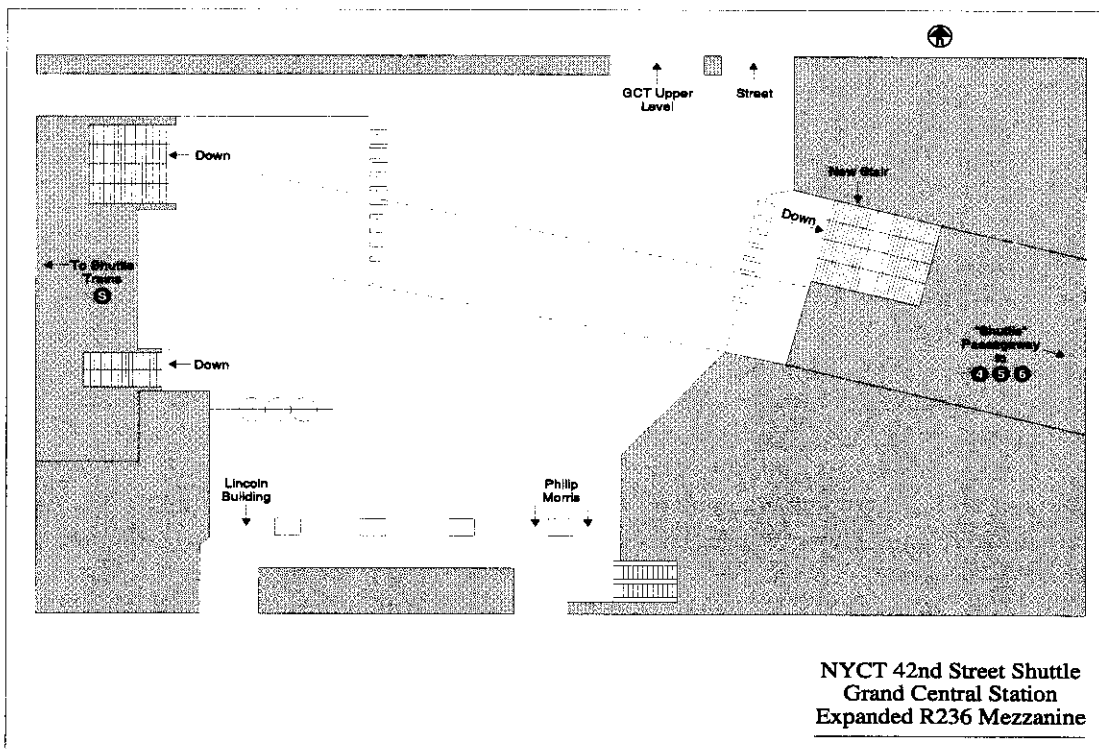 GCT Upper
Level
Street
Down
New Stair
Down
To Shuttle
Trains
S
"Shuttle"
Passageway
to
4 5 6
Down
Lincoln
Building
Philip
Morris
NYCT 42nd Street Shuttle
Grand Central Station
Expanded R236 Mezzanine